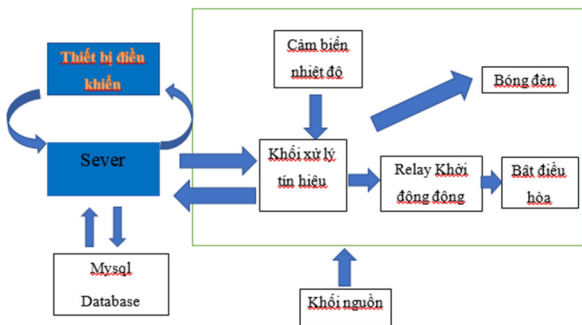 Thiết bị điều
khiển
Sever
Mysql
Database
Cảm biến
nhiệt độ
Khối xử lý
tín hiệu
Relay Khởi
động động
Bóng đèn
Bât điều
hòa
Khối nguồn